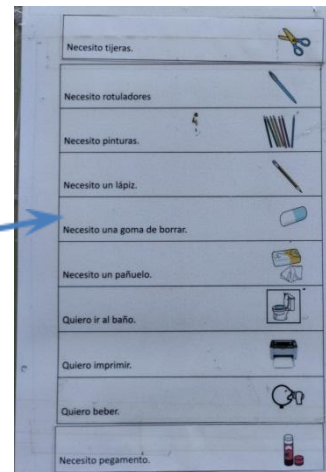 Necesito tijeras.
Necesito rotuladores
Necesito pinturas.
Necesito un lápiz.
Necesito una goma de borrar.
Necesito un pañuelo.
Quiero ir al baño.
Quiero imprimir.
Quiero beber.
Necesito pegamento.